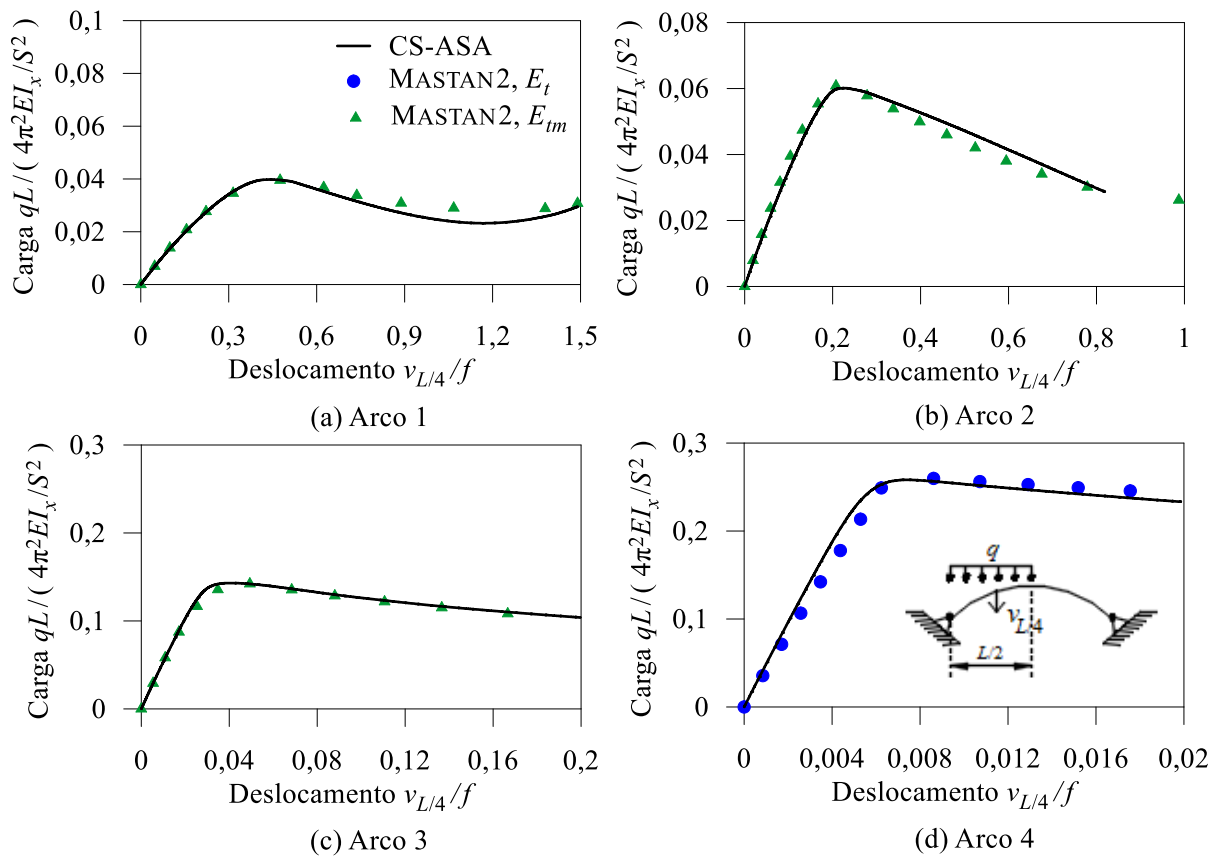 Carga qL / ( 4π²EIₓ/S² )
0,1
0,08
0,06
0,04
0,02
0
CS-ASA
MASTAN2, Eₜ
MASTAN2, Eₜₘ
0 0,3 0,6 0,9 1,2 1,5
Deslocamento v_{L/4}/f
(a) Arco 1
Carga qL / ( 4π²EIₓ/S² )
0,08
0,06
0,04
0,02
0
0 0,2 0,4 0,6 0,8 1
Deslocamento v_{L/4}/f
(b) Arco 2
Carga qL / ( 4π²EIₓ/S² )
0,3
0,2
0,1
0
0 0,04 0,08 0,12 0,16 0,2
Deslocamento v_{L/4}/f
(c) Arco 3
Carga qL / ( 4π²EIₓ/S² )
0,3
0,2
0,1
0
q
v_{L/4}
L/2
0 0,004 0,008 0,012 0,016 0,02
Deslocamento v_{L/4}/f
(d) Arco 4